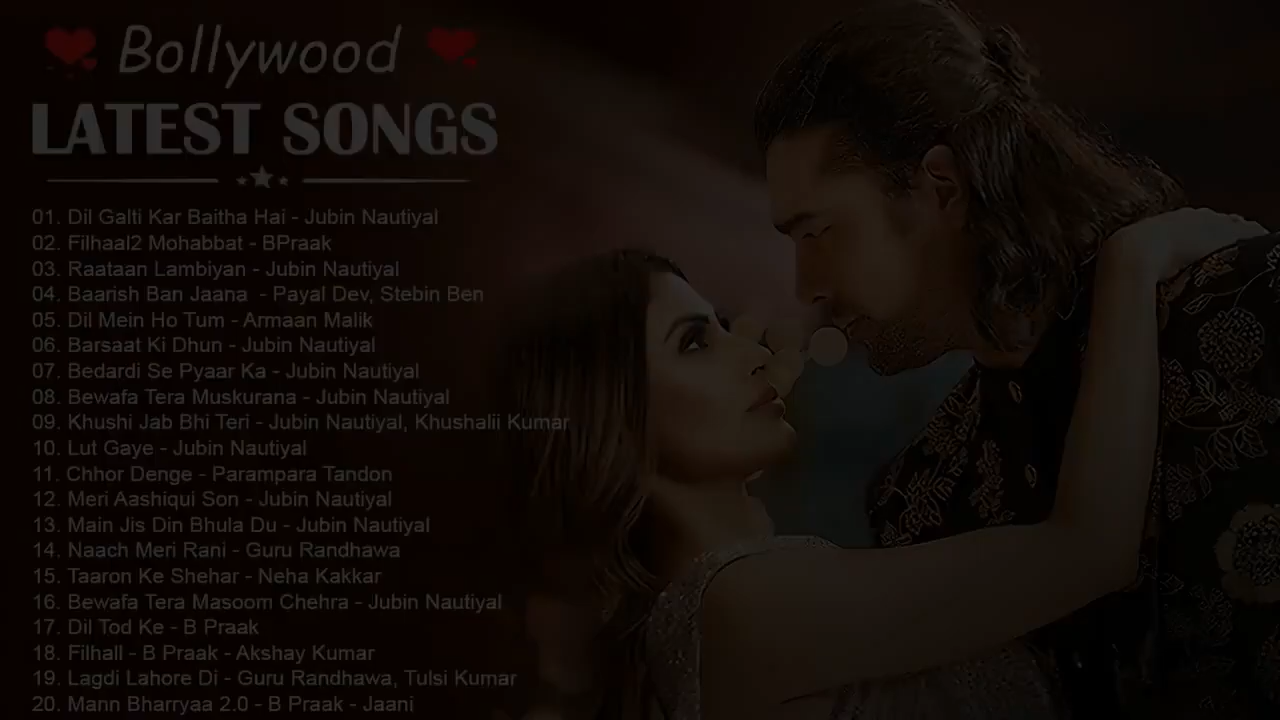 Bollywood
LATEST SONGS
01. Dil Galti Kar Baitha Hai - Jubin Nautiyal
02. Filhaal2 Mohabbat - BPraak
03. Raataan Lambiyan - Jubin Nautiyal
04. Baarish Ban Jaana - Payal Dev, Stebin Ben
05. Dil Mein Ho Tum - Armaan Malik
06. Barsaat Ki Dhun - Jubin Nautiyal
07. Bedardi Se Pyaar Ka - Jubin Nautiyal
08. Bewafa Tera Muskurana - Jubin Nautiyal
09. Khushi Jab Bhi Teri - Jubin Nautiyal, Khushalii Kumar
10. Lut Gaye - Jubin Nautiyal
11. Chhor Denge - Parampara Tandon
12. Meri Aashiqui Son - Jubin Nautiyal
13. Main Jis Din Bhula Du - Jubin Nautiyal
14. Naach Meri Rani - Guru Randhawa
15. Taaron Ke Shehar - Neha Kakkar
16. Bewafa Tera Masoom Chehra - Jubin Nautiyal
17. Dil Tod Ke - B Praak
18. Filhall - B Praak - Akshay Kumar
19. Lagdi Lahore Di - Guru Randhawa, Tulsi Kumar
20. Mann Bharryaa 2.0 - B Praak - Jaani